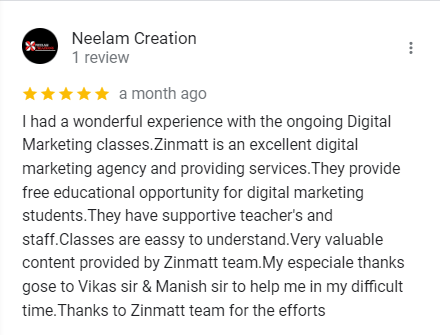 Neelam Creation
1 review
a month ago
I had a wonderful experience with the ongoing Digital
Marketing classes.Zinmatt is an excellent digital
marketing agency and providing services.They provide
free educational opportunity for digital marketing
students.They have supportive teacher's and
staff.Classes are eassy to understand.Very valuable
content provided by Zinmatt team.My especiale thanks
gose to Vikas sir & Manish sir to help me in my difficult
time.Thanks to Zinmatt team for the efforts